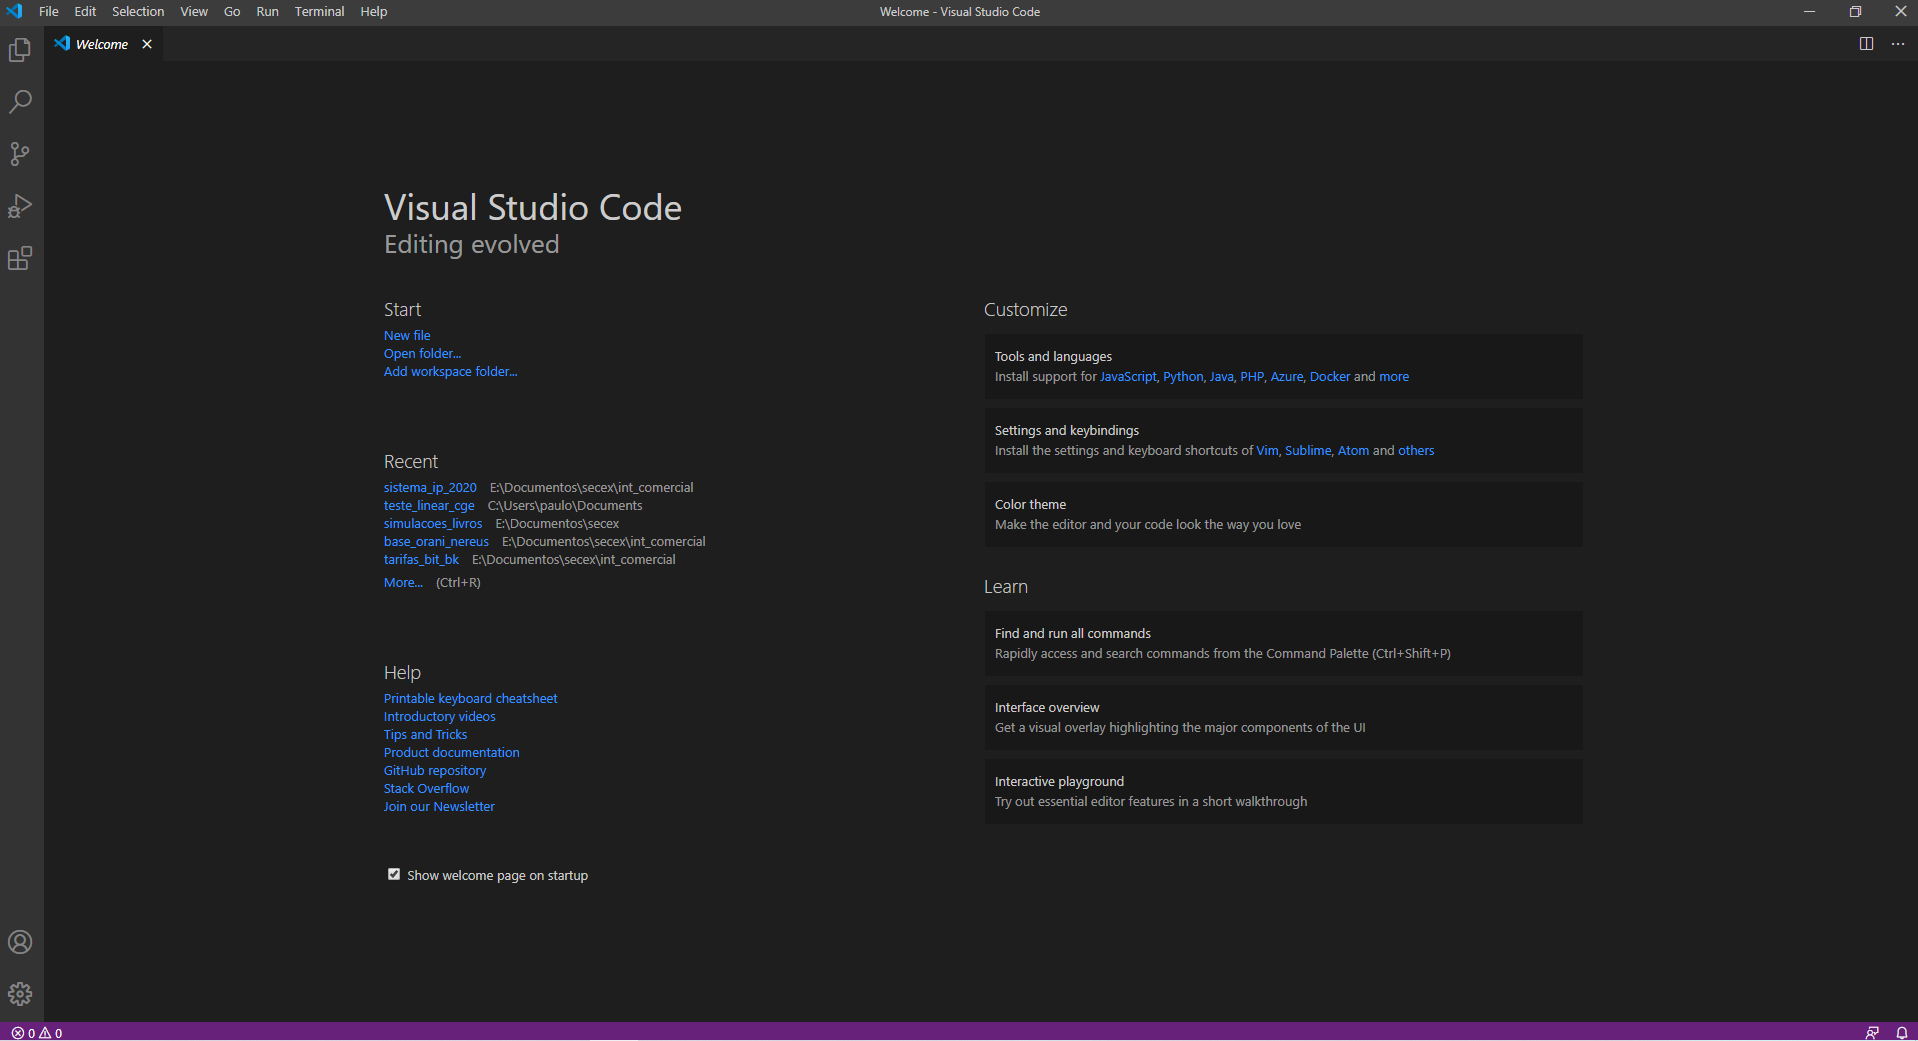 File Edit Selection View Go Run Terminal Help
Welcome - Visual Studio Code
Welcome
Visual Studio Code
Editing evolved
Start
New file
Open folder...
Add workspace folder...
Recent
sistema_ip_2020 E:\Documentos\secex\int_comercial
teste_linear_cge C:\Users\paulo\Documents
simulacoes_livros E:\Documentos\secex
base_orani_nereus E:\Documentos\secex\int_comercial
tarifas_bit_bk E:\Documentos\secex\int_comercial
More... (Ctrl+R)
Help
Printable keyboard cheatsheet
Introductory videos
Tips and Tricks
Product documentation
GitHub repository
Stack Overflow
Join our Newsletter
Show welcome page on startup
Customize
Tools and languages
Install support for JavaScript, Python, Java, PHP, Azure, Docker and more
Settings and keybindings
Install the settings and keyboard shortcuts of Vim, Sublime, Atom and others
Color theme
Make the editor and your code look the way you love
Learn
Find and run all commands
Rapidly access and search commands from the Command Palette (Ctrl+Shift+P)
Interface overview
Get a visual overlay highlighting the major components of the UI
Interactive playground
Try out essential editor features in a short walkthrough
0 0